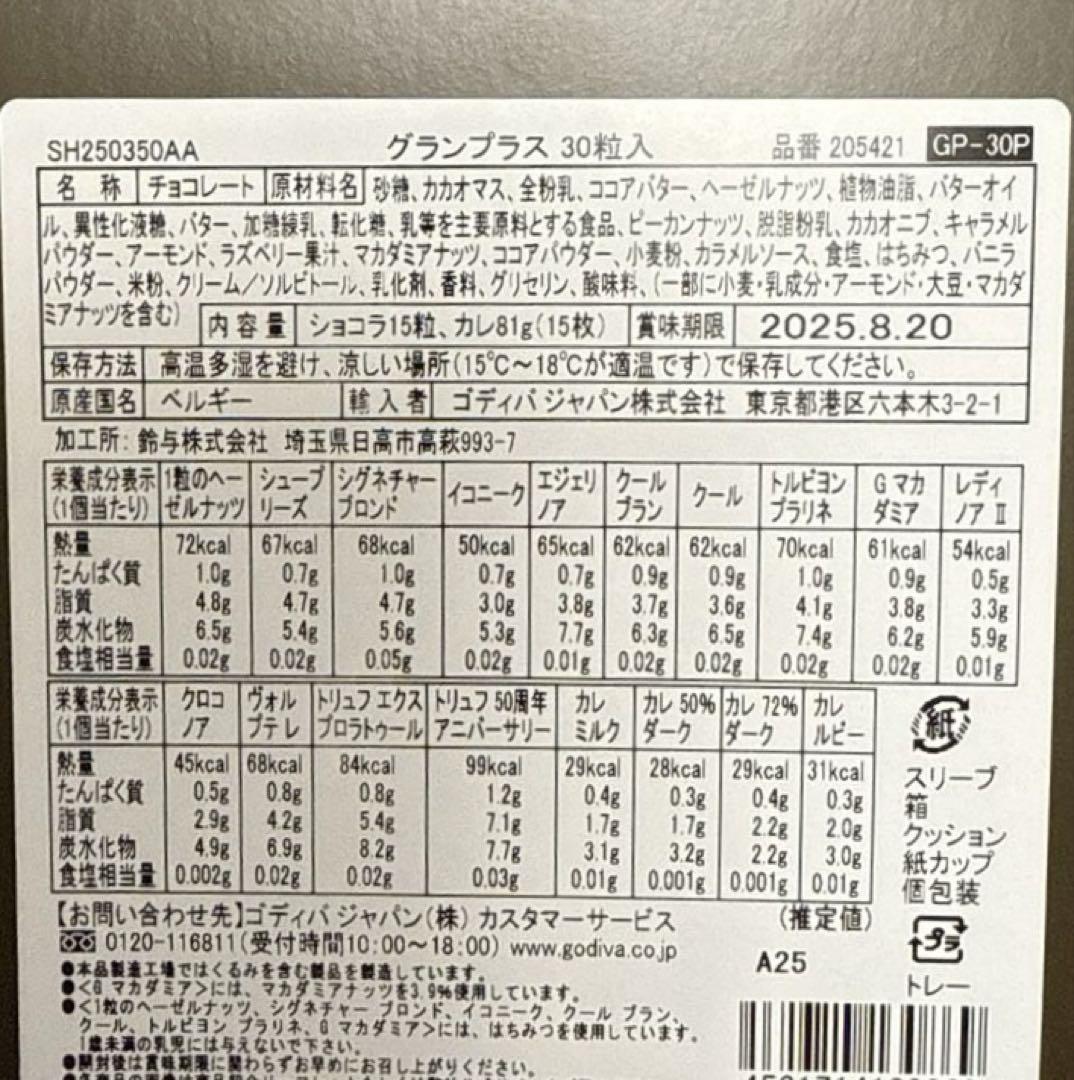 SH250350AA グランプラス 30粒入 品番 205421 GP-30P
名 称 チョコレート 原材料名 砂糖、カカオマス、全粉乳、ココアバター、ヘーゼルナッツ、植物油脂、バターオイ
ル、異性化液糖、バター、加糖練乳、転化糖、乳等を主要原料とする食品、ピーカンナッツ、脱脂粉乳、カカオニブ、キャラメル
パウダー、アーモンド、ラズベリー果汁、マカダミアナッツ、ココアパウダー、小麦粉、カラメルソース、食塩、はちみつ、バニラ
パウダー、米粉、クリーム／ソルビトール、乳化剤、香料、グリセリン、酸味料、(一部に小麦・乳成分・アーモンド・大豆・マカダ
ミアナッツを含む)
内 容 量 ショコラ15粒、カレ81g(15枚) 賞味期限 2025.8.20
保存方法 高温多湿を避け、涼しい場所(15℃～18℃が適温です)で保存してください。
原産国名 ベルギー 輸 入 者 ゴディバ ジャパン株式会社 東京都港区六本木3-2-1
加工所: 鈴与株式会社 埼玉県日高市高萩993-7
栄養成分表示 1粒のヘー シューブ シグネチャー イコニーク エジェリ クール クール トルビヨン G マカ レディ
(1個当たり) ゼルナッツ リーズ ブロンド ノア ブラン プラリネ ダミア ノア Ⅱ
熱量 72kcal 67kcal 68kcal 50kcal 65kcal 62kcal 62kcal 70kcal 61kcal 54kcal
たんぱく質 1.0g 0.7g 1.0g 0.7g 0.7g 0.9g 0.9g 1.0g 0.9g 0.5g
脂質 4.8g 4.7g 4.7g 3.0g 3.8g 3.7g 3.6g 4.1g 3.8g 3.3g
炭水化物 6.5g 5.4g 5.6g 5.3g 7.7g 6.3g 6.5g 7.4g 6.2g 5.9g
食塩相当量 0.02g 0.02g 0.05g 0.02g 0.01g 0.02g 0.02g 0.02g 0.02g 0.01g
栄養成分表示 クロコ ヴォル トリュフ エクス トリュフ 50周年 カレ カレ 50% カレ 72% カレ
(1個当たり) ノア プテ レ プロラトゥール アニバーサリー ミルク ダーク ダーク ルビー
熱量 45kcal 68kcal 84kcal 99kcal 29kcal 28kcal 29kcal 31kcal
たんぱく質 0.5g 0.8g 0.8g 1.2g 0.4g 0.3g 0.4g 0.3g
脂質 2.9g 4.2g 5.4g 7.1g 1.7g 1.7g 2.2g 2.0g
炭水化物 4.9g 6.9g 8.2g 7.7g 3.1g 3.2g 2.2g 3.0g
食塩相当量 0.002g 0.02g 0.02g 0.03g 0.01g 0.001g 0.001g 0.01g
紙
スリーブ
箱
クッション
紙カップ
個包装
プラ
トレー
【お問い合わせ先】ゴディバ ジャパン(株) カスタマーサービス (推定値)
0120-116811(受付時間10:00～18:00) www.godiva.co.jp
A25
●本品製造工場ではくるみを含む製品を製造しています。
●<G マカダミア>には、マカダミアナッツを3.9%使用しています。
●<1粒のヘーゼルナッツ、シグネチャー ブロンド、イコニーク、クール ブラン、
クール、トルビヨン プラリネ、G マカダミア>には、はちみつを使用しています。
1歳未満の乳児には与えないで下さい。
●開封後は賞味期限に関わらずお早めにお召し上がりください。